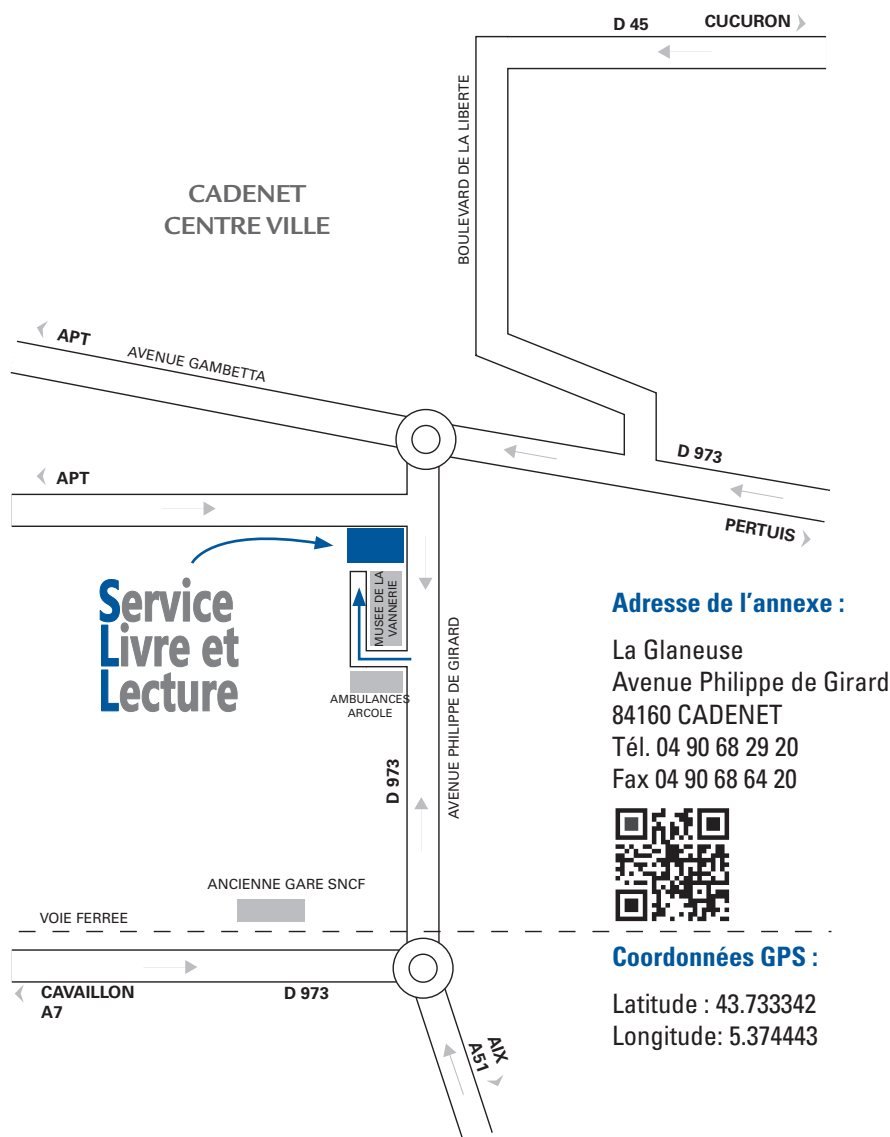 D 45
CUCURON
BOULEVARD DE LA LIBERTE
CADENET
CENTRE VILLE
APT
AVENUE GAMBETTA
D 973
PERTUIS
APT
MUSEE DE LA
VANNERIE
Service
Livre et
Lecture
AMBULANCES
ARCOLE
AVENUE PHILIPPE DE GIRARD
D 973
Adresse de l'annexe :
La Glaneuse
Avenue Philippe de Girard
84160 CADENET
Tél. 04 90 68 29 20
Fax 04 90 68 64 20
ANCIENNE GARE SNCF
VOIE FERREE
CAVAILLON
A7
D 973
AIX
A51
Coordonnées GPS :
Latitude : 43.733342
Longitude: 5.374443